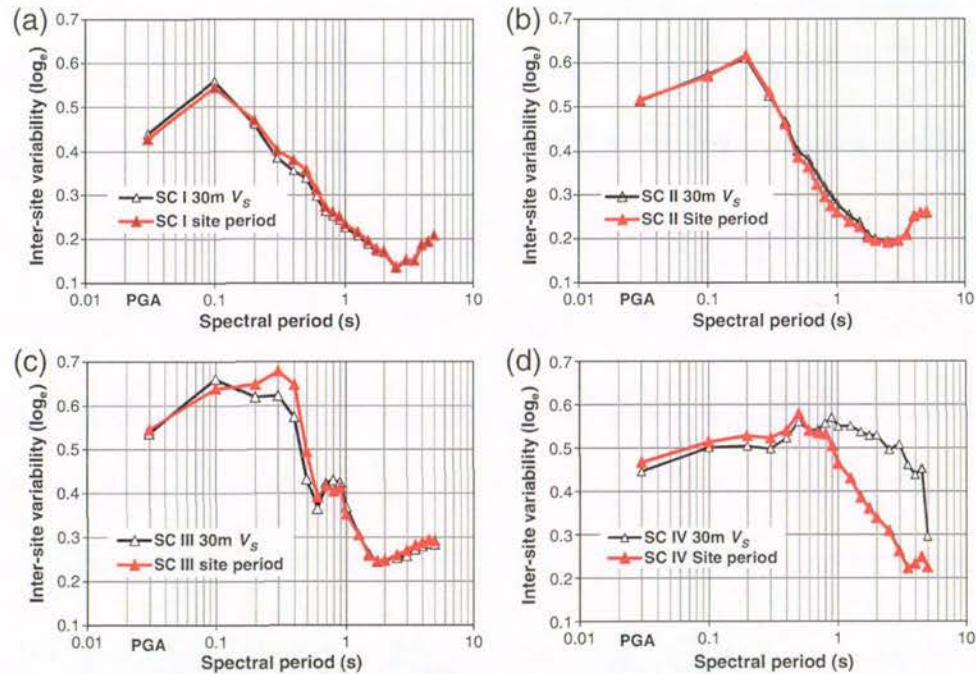 (a)
Inter-site variability (logₑ)
0.7
0.6
0.5
0.4
0.3
0.2
0.1
SC I 30m Vₛ
SC I site period
0.01 PGA 0.1 1 10
Spectral period (s)
(b)
Inter-site variability (logₑ)
0.7
0.6
0.5
0.4
0.3
0.2
0.1
SC II 30m Vₛ
SC II Site period
0.01 PGA 0.1 1 10
Spectral period (s)
(c)
Inter-site variability (logₑ)
0.7
0.6
0.5
0.4
0.3
0.2
0.1
SC III 30m Vₛ
SC III site period
0.01 PGA 0.1 1 10
Spectral period (s)
(d)
Inter-site variability (logₑ)
0.7
0.6
0.5
0.4
0.3
0.2
0.1
SC IV 30m Vₛ
SC IV Site period
0.01 PGA 0.1 1 10
Spectral period (s)